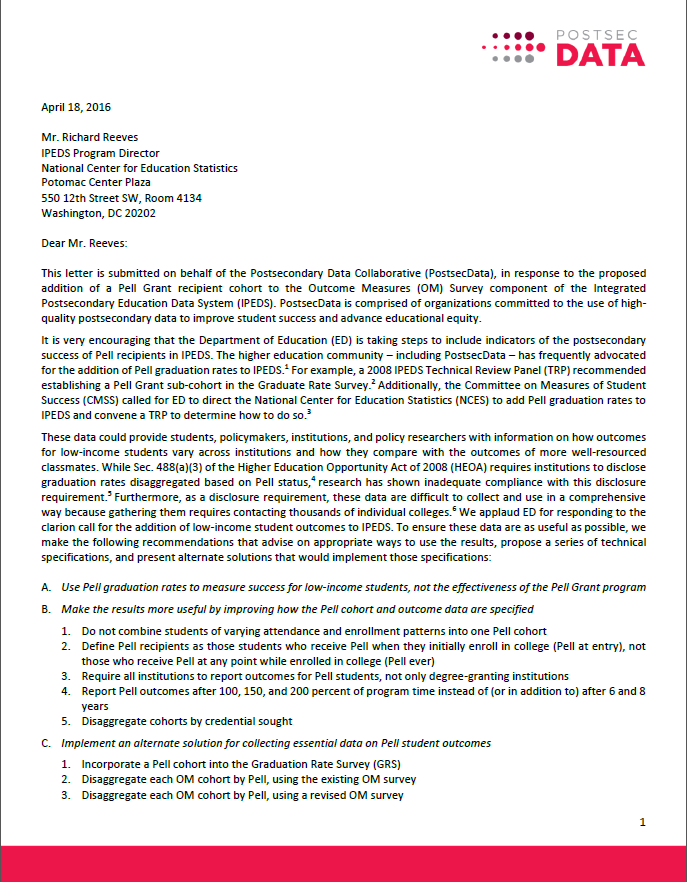 POSTSEC
DATA
April 18, 2016
Mr. Richard Reeves
IPEDS Program Director
National Center for Education Statistics
Potomac Center Plaza
550 12th Street SW, Room 4134
Washington, DC 20202
Dear Mr. Reeves:
This letter is submitted on behalf of the Postsecondary Data Collaborative (PostsecData), in response to the proposed
addition of a Pell Grant recipient cohort to the Outcome Measures (OM) Survey component of the Integrated
Postsecondary Education Data System (IPEDS). PostsecData is comprised of organizations committed to the use of high-
quality postsecondary data to improve student success and advance educational equity.
It is very encouraging that the Department of Education (ED) is taking steps to include indicators of the postsecondary
success of Pell recipients in IPEDS. The higher education community – including PostsecData – has frequently advocated
for the addition of Pell graduation rates to IPEDS.¹ For example, a 2008 IPEDS Technical Review Panel (TRP) recommended
establishing a Pell Grant sub-cohort in the Graduate Rate Survey.² Additionally, the Committee on Measures of Student
Success (CMSS) called for ED to direct the National Center for Education Statistics (NCES) to add Pell graduation rates to
IPEDS and convene a TRP to determine how to do so.³
These data could provide students, policymakers, institutions, and policy researchers with information on how outcomes
for low-income students vary across institutions and how they compare with the outcomes of more well-resourced
classmates. While Sec. 488(a)(3) of the Higher Education Opportunity Act of 2008 (HEOA) requires institutions to disclose
graduation rates disaggregated based on Pell status,⁴ research has shown inadequate compliance with this disclosure
requirement.⁵ Furthermore, as a disclosure requirement, these data are difficult to collect and use in a comprehensive
way because gathering them requires contacting thousands of individual colleges.⁶ We applaud ED for responding to the
clarion call for the addition of low-income student outcomes to IPEDS. To ensure these data are as useful as possible, we
make the following recommendations that advise on appropriate ways to use the results, propose a series of technical
specifications, and present alternate solutions that would implement those specifications:
A. Use Pell graduation rates to measure success for low-income students, not the effectiveness of the Pell Grant program
B. Make the results more useful by improving how the Pell cohort and outcome data are specified
1. Do not combine students of varying attendance and enrollment patterns into one Pell cohort
2. Define Pell recipients as those students who receive Pell when they initially enroll in college (Pell at entry), not
those who receive Pell at any point while enrolled in college (Pell ever)
3. Require all institutions to report outcomes for Pell students, not only degree-granting institutions
4. Report Pell outcomes after 100, 150, and 200 percent of program time instead of (or in addition to) after 6 and 8
years
5. Disaggregate cohorts by credential sought
C. Implement an alternate solution for collecting essential data on Pell student outcomes
1. Incorporate a Pell cohort into the Graduation Rate Survey (GRS)
2. Disaggregate each OM cohort by Pell, using the existing OM survey
3. Disaggregate each OM cohort by Pell, using a revised OM survey
1